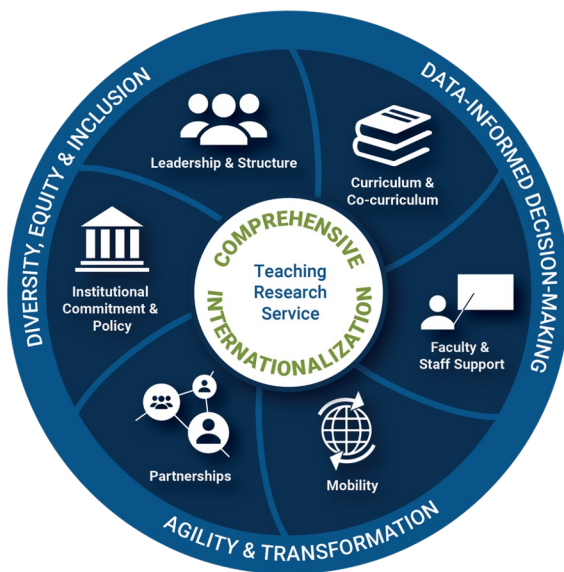 DIVERSITY, EQUITY & INCLUSION
DATA-INFORMED DECISION-MAKING
AGILITY & TRANSFORMATION
Leadership & Structure
Curriculum &
Co-curriculum
Institutional
Commitment &
Policy
COMPREHENSIVE
Teaching
Research
Service
INTERNATIONALIZATION
Faculty &
Staff Support
Partnerships
Mobility